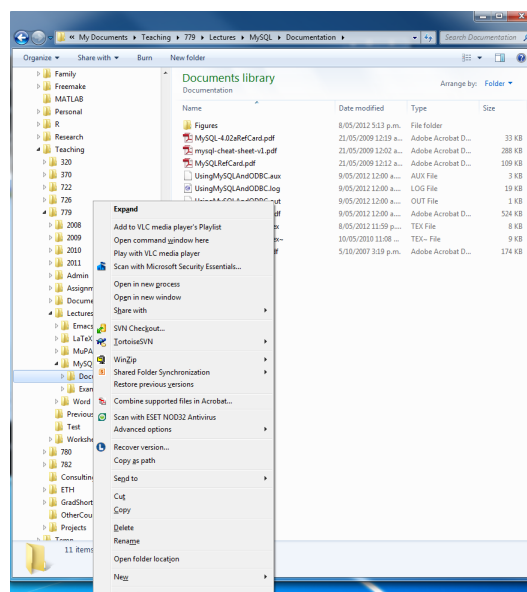 « My Documents ▸ Teaching ▸ 779 ▸ Lectures ▸ MySQL ▸ Documentation ▸
Search Documentation
Organize Share with Burn New folder
Family
Freemake
MATLAB
Personal
R
Research
Teaching
320
370
722
726
779
2008
2009
2010
2011
Admin
Assignm
Docume
Lectures
Emacs
LaTeX
MuPA
MySQ
Docu
Exan
Word
Previous
Test
Workshe
780
782
Consulting
ETH
GradShort
OtherCou
Projects
Temp
Documents library
Documentation
Arrange by: Folder
Name Date modified Type Size
Figures 8/05/2012 5:13 p.m. File folder
MySQL-4.02aRefCard.pdf 21/05/2009 12:19 a... Adobe Acrobat D... 33 KB
mysql-cheat-sheet-v1.pdf 21/05/2009 12:02 a... Adobe Acrobat D... 288 KB
MySQLRefCard.pdf 21/05/2009 12:12 a... Adobe Acrobat D... 109 KB
UsingMySQLAndODBC.aux 9/05/2012 12:00 a... AUX File 3 KB
UsingMySQLAndODBC.log 9/05/2012 12:00 a... LOG File 19 KB
UsingMySQLAndODBC.out 9/05/2012 12:00 a... OUT File 1 KB
df 9/05/2012 12:00 a... Adobe Acrobat D... 524 KB
ex 8/05/2012 11:59 p.... TEX File 8 KB
ex~ 10/05/2010 11:08 ... TEX~ File 9 KB
f 5/10/2007 3:19 p.m. Adobe Acrobat D... 174 KB
Expand
Add to VLC media player's Playlist
Open command window here
Play with VLC media player
Scan with Microsoft Security Essentials...
Open in new process
Open in new window
Share with
SVN Checkout...
TortoiseSVN
WinZip
Shared Folder Synchronization
Restore previous versions
Combine supported files in Acrobat...
Scan with ESET NOD32 Antivirus
Advanced options
Recover version...
Copy as path
Send to
Cut
Copy
Delete
Rename
Open folder location
New
11 items